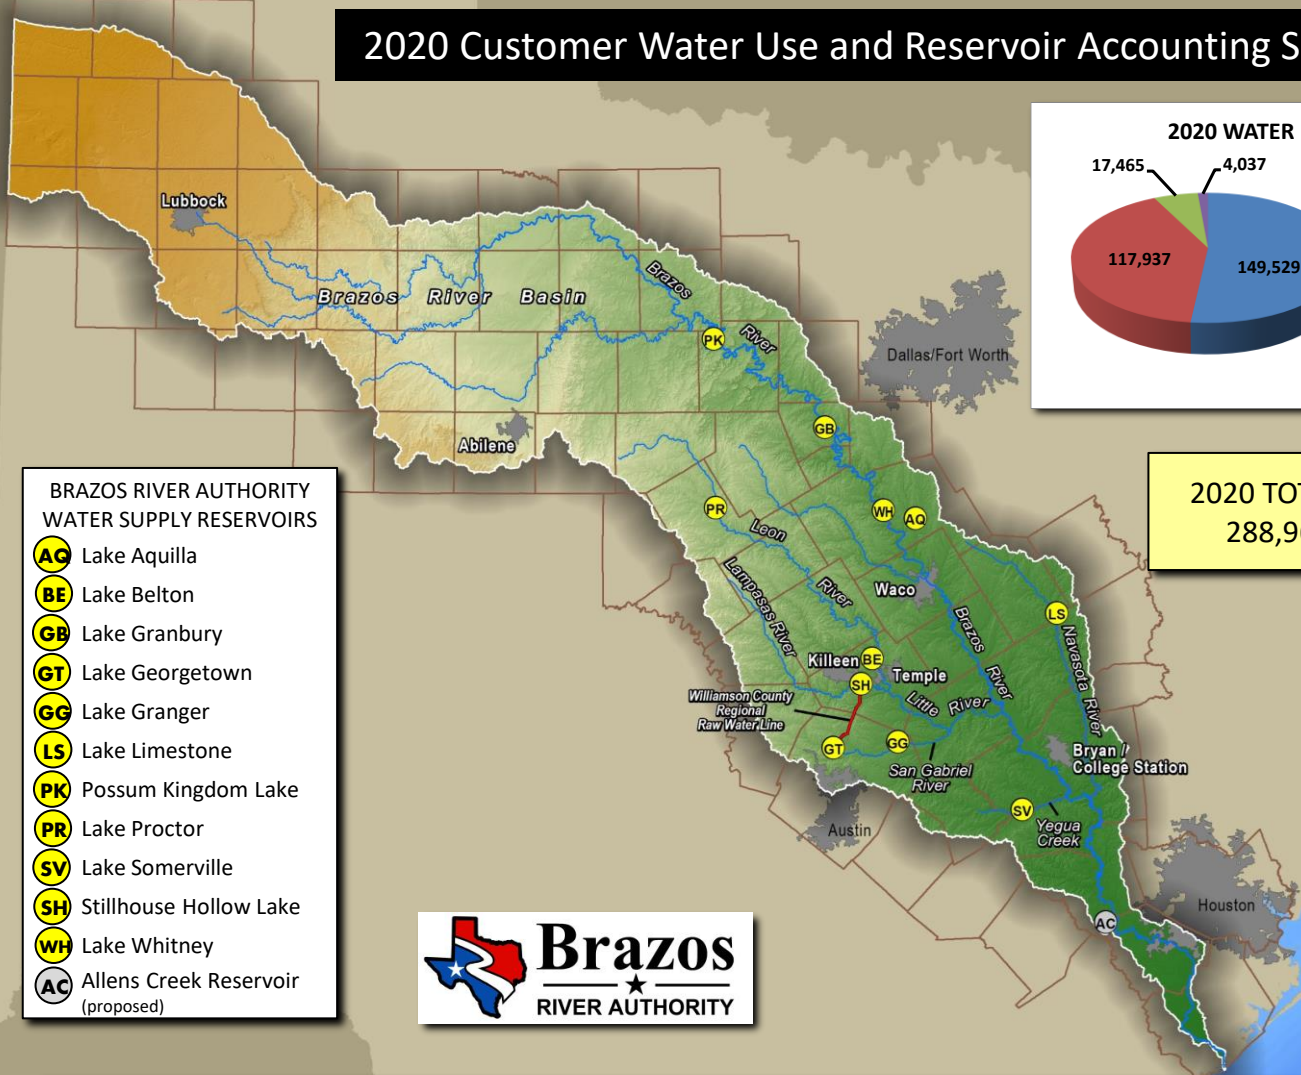 2020 Customer Water Use and Reservoir Accounting S
2020 WATER
17,465
4,037
117,937
149,529
2020 TOT
288,9
Lubbock
Brazos River Basin
Brazos
River
Dallas/Fort Worth
PK
GB
Abilene
WH
AQ
PR
Leon
River
Lampasas River
Waco
Brazos
River
LS
Navasota River
Killeen
BE
Temple
SH
Little River
Williamson County
Regional
Raw Water Line
GT
GG
San Gabriel
River
Bryan /
College Station
SV
Yegua
Creek
Austin
Houston
AC
BRAZOS RIVER AUTHORITY
WATER SUPPLY RESERVOIRS
AQ Lake Aquilla
BE Lake Belton
GB Lake Granbury
GT Lake Georgetown
GG Lake Granger
LS Lake Limestone
PK Possum Kingdom Lake
PR Lake Proctor
SV Lake Somerville
SH Stillhouse Hollow Lake
WH Lake Whitney
AC Allens Creek Reservoir
(proposed)
Brazos
RIVER AUTHORITY